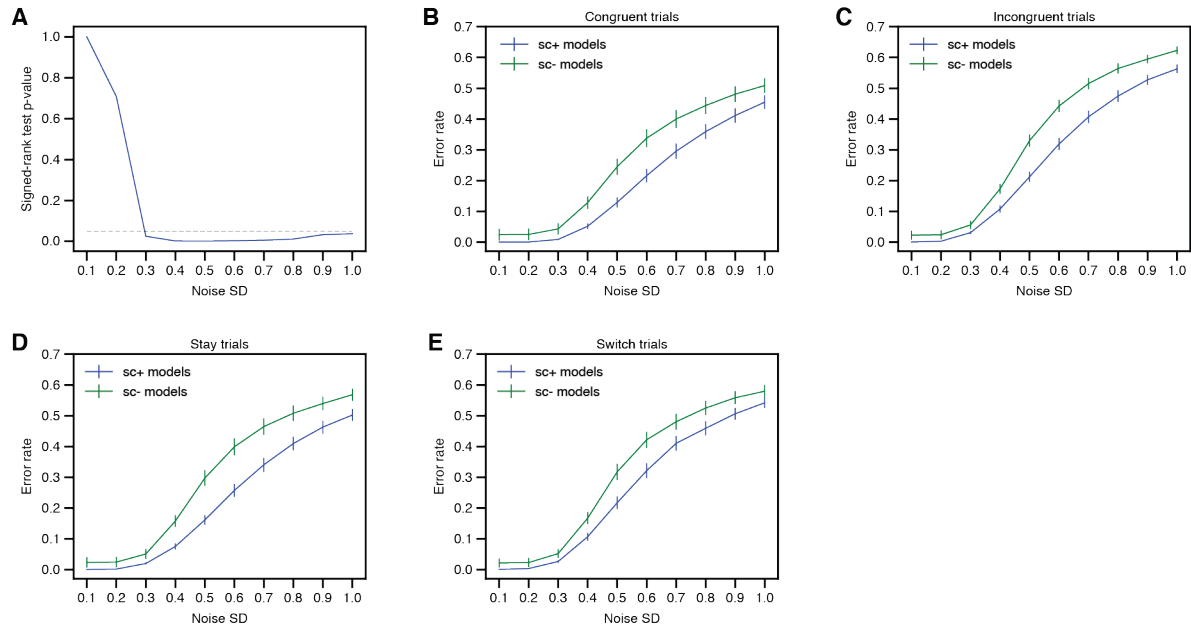 A
Signed-rank test p-value
1.0
0.8
0.6
0.4
0.2
0.0
0.1 0.2 0.3 0.4 0.5 0.6 0.7 0.8 0.9 1.0
Noise SD
B
Congruent trials
sc+ models
sc- models
Error rate
0.7
0.6
0.5
0.4
0.3
0.2
0.1
0.0
0.1 0.2 0.3 0.4 0.5 0.6 0.7 0.8 0.9 1.0
Noise SD
C
Incongruent trials
sc+ models
sc- models
Error rate
0.7
0.6
0.5
0.4
0.3
0.2
0.1
0.0
0.1 0.2 0.3 0.4 0.5 0.6 0.7 0.8 0.9 1.0
Noise SD
D
Stay trials
sc+ models
sc- models
Error rate
0.7
0.6
0.5
0.4
0.3
0.2
0.1
0.0
0.1 0.2 0.3 0.4 0.5 0.6 0.7 0.8 0.9 1.0
Noise SD
E
Switch trials
sc+ models
sc- models
Error rate
0.7
0.6
0.5
0.4
0.3
0.2
0.1
0.0
0.1 0.2 0.3 0.4 0.5 0.6 0.7 0.8 0.9 1.0
Noise SD